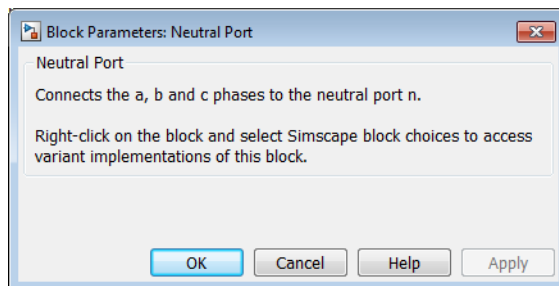 Block Parameters: Neutral Port
Neutral Port
Connects the a, b and c phases to the neutral port n.
Right-click on the block and select Simscape block choices to access
variant implementations of this block.
OK Cancel Help Apply